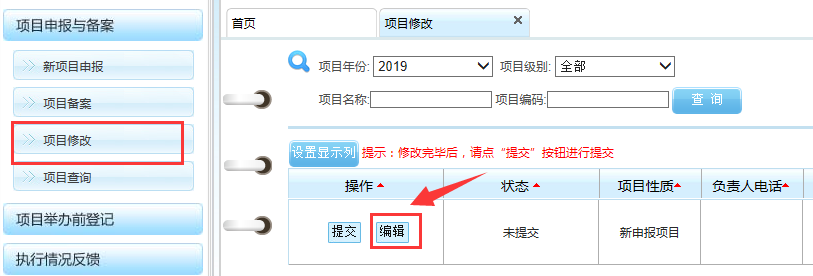 项目申报与备案
新项目申报
项目备案
项目修改
项目查询
项目举办前登记
执行情况反馈
首页 项目修改
项目年份: 2019 项目级别: 全部
项目名称: 项目编码: 查 询
设置显示列 提示：修改完毕后，请点“提交”按钮进行提交
操作 状态 项目性质 负责人电话
提交 编辑 未提交 新申报项目